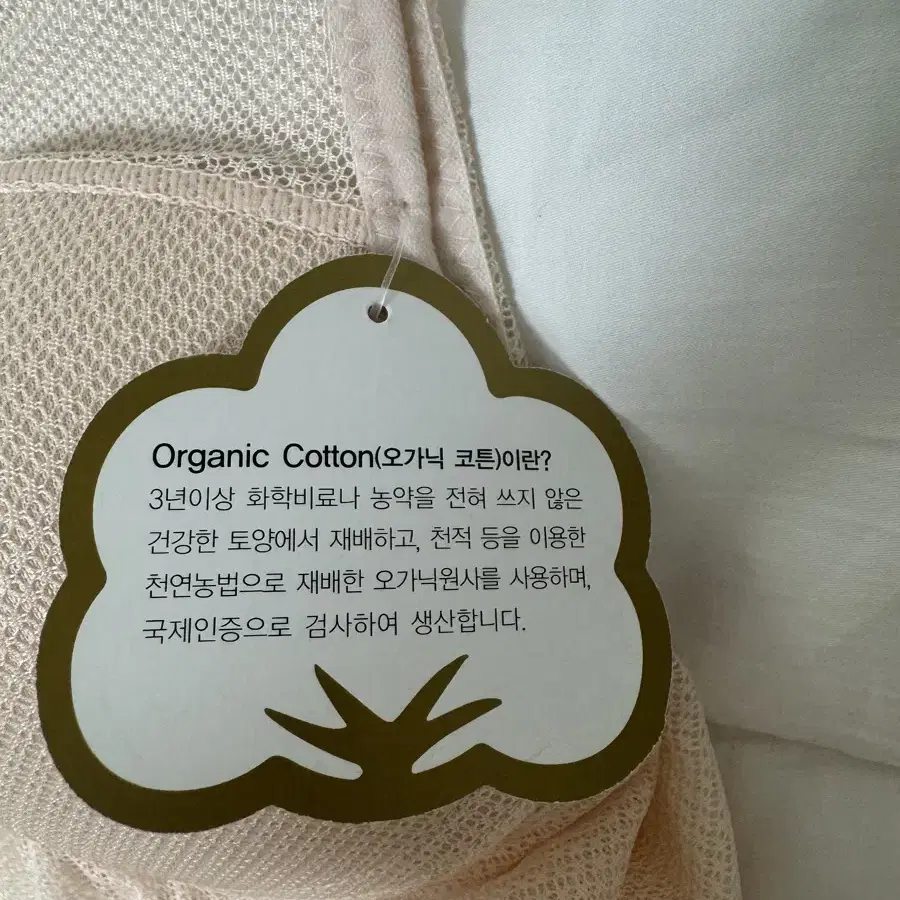 Organic Cotton(오가닉 코튼)이란?
3년이상 화학비료나 농약을 전혀 쓰지 않은
건강한 토양에서 재배하고, 천적 등을 이용한
천연농법으로 재배한 오가닉원사를 사용하며,
국제인증으로 검사하여 생산합니다.